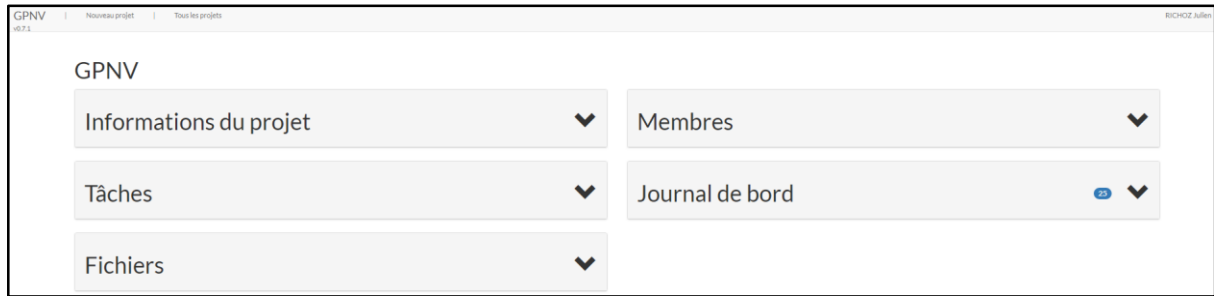 GPNV | Nouveau projet | Tous les projets RICHOZ Julien
v0.7.1
GPNV
Informations du projet
Membres
Tâches
Journal de bord 25
Fichiers